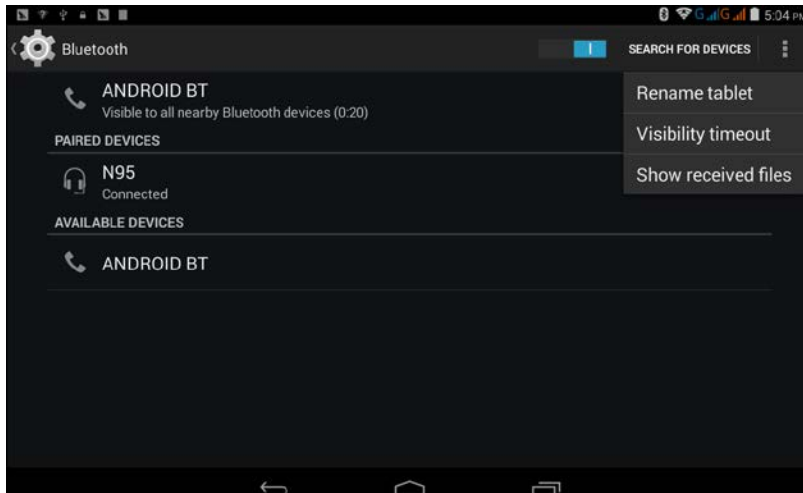 G G 5:04 PM
Bluetooth SEARCH FOR DEVICES
ANDROID BT
Visible to all nearby Bluetooth devices (0:20)
Rename tablet
Visibility timeout
Show received files
PAIRED DEVICES
N95
Connected
AVAILABLE DEVICES
ANDROID BT